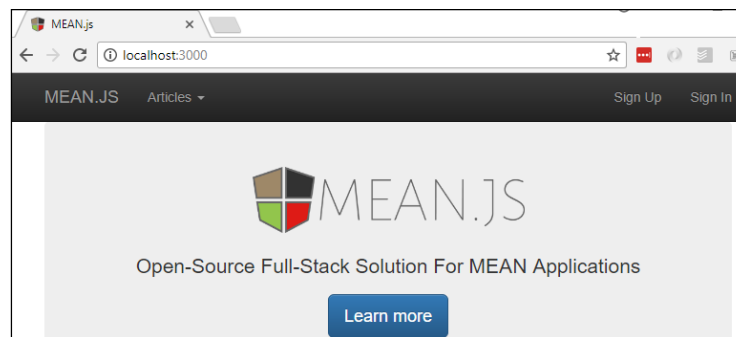 MEAN.js
localhost:3000
MEAN.JS Articles Sign Up Sign In
MEAN.JS
Open-Source Full-Stack Solution For MEAN Applications
Learn more